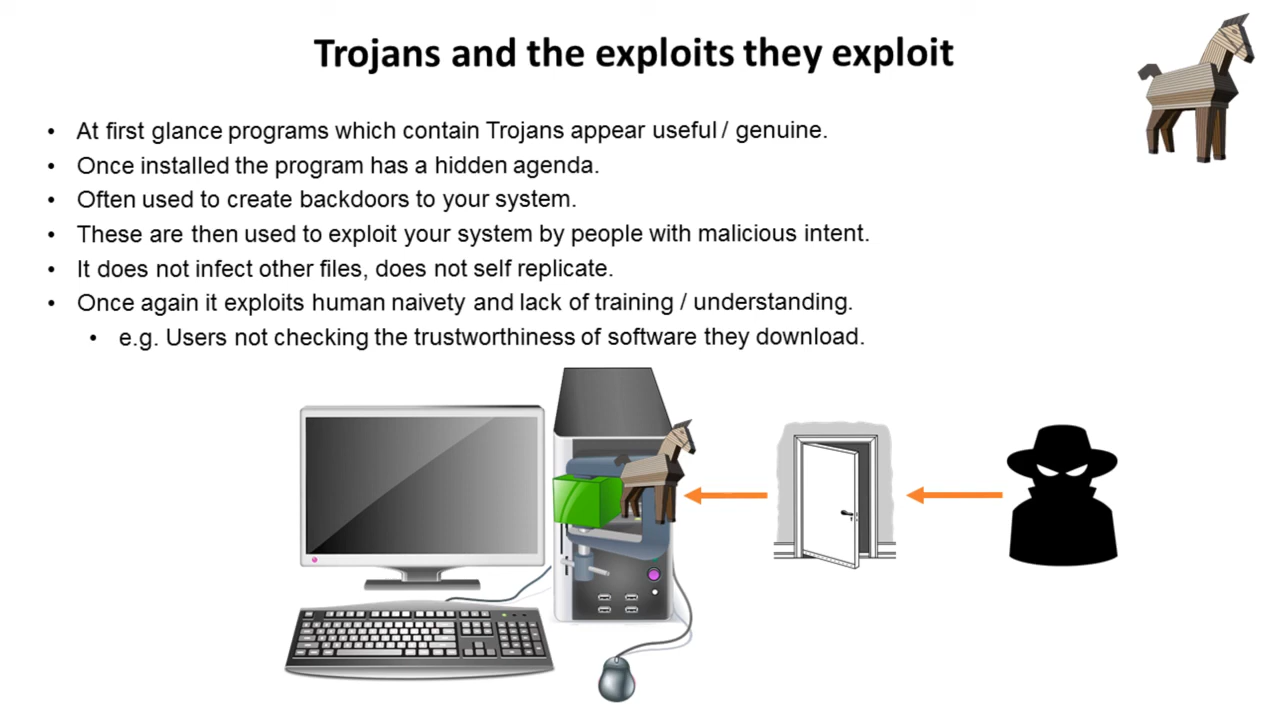 Trojans and the exploits they exploit
• At first glance programs which contain Trojans appear useful / genuine.
• Once installed the program has a hidden agenda.
• Often used to create backdoors to your system.
• These are then used to exploit your system by people with malicious intent.
• It does not infect other files, does not self replicate.
• Once again it exploits human naivety and lack of training / understanding.
• e.g. Users not checking the trustworthiness of software they download.